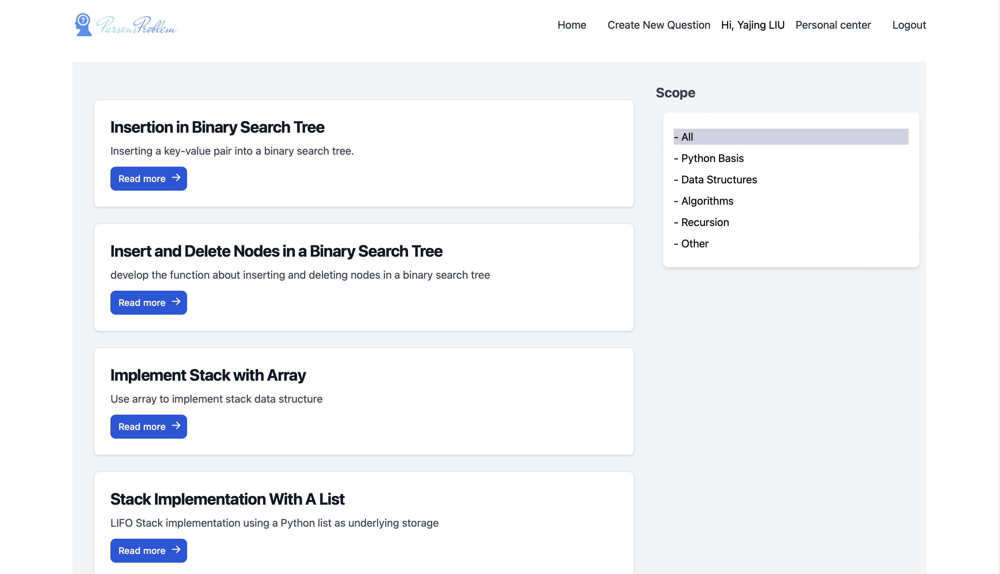 ? ParsonsProblem
Home Create New Question Hi, Yajing LIU Personal center Logout
Insertion in Binary Search Tree
Inserting a key-value pair into a binary search tree.
Read more
Insert and Delete Nodes in a Binary Search Tree
develop the function about inserting and deleting nodes in a binary search tree
Read more
Implement Stack with Array
Use array to implement stack data structure
Read more
Stack Implementation With A List
LIFO Stack implementation using a Python list as underlying storage
Read more
Scope
- All
- Python Basis
- Data Structures
- Algorithms
- Recursion
- Other